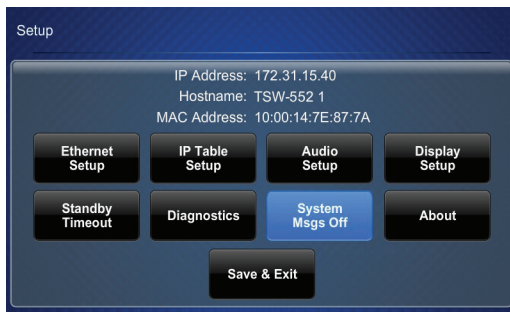 Setup
IP Address: 172.31.15.40
Hostname: TSW-552 1
MAC Address: 10:00:14:7E:87:7A
Ethernet
Setup
IP Table
Setup
Audio
Setup
Display
Setup
Standby
Timeout
Diagnostics
System
Msgs Off
About
Save & Exit